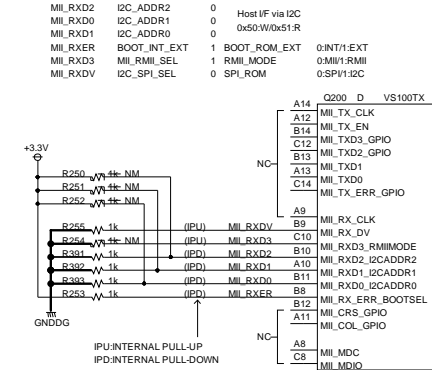 MII_RXD2 I2C_ADDR2 0
MII_RXD0 I2C_ADDR1 0
MII_RXD1 I2C_ADDR0 0
Host I/F via I2C
0x50:W/0x51:R
MII_RXER BOOT_INT_EXT 1 BOOT_ROM_EXT 0:INT/1:EXT
MII_RXD3 MII_RMII_SEL 1 RMII_MODE 0:MII/1:RMII
MII_RXDV I2C_SPI_SEL 0 SPI_ROM 0:SPI/1:I2C
Q200 D VS100TX
A14 MII_TX_CLK
A12 MII_TX_EN
B14 MII_TXD3_GPIO
C12 MII_TXD2_GPIO
B13 MII_TXD1
A13 MII_TXD0
C14 MII_TX_ERR_GPIO
NC
+3.3V
R250 1k NM
R251 1k NM
R252 1k NM
A9 MII_RX_CLK
R255 1k (IPU) MII_RXDV B9 MII_RX_DV
R254 1k NM (IPU) MII_RXD3 C10 MII_RXD3_RMIIMODE
R391 1k (IPD) MII_RXD2 B10 MII_RXD2_I2CADDR2
R392 1k (IPD) MII_RXD1 A10 MII_RXD1_I2CADDR1
R393 1k (IPD) MII_RXD0 B11 MII_RXD0_I2CADDR0
R253 1k (IPD) MII_RXER B8 MII_RX_ERR_BOOTSEL
B12 MII_CRS_GPIO
A11 MII_COL_GPIO
GNDDG
NC
A8 MII_MDC
C8 MII_MDIO
IPU:INTERNAL PULL-UP
IPD:INTERNAL PULL-DOWN